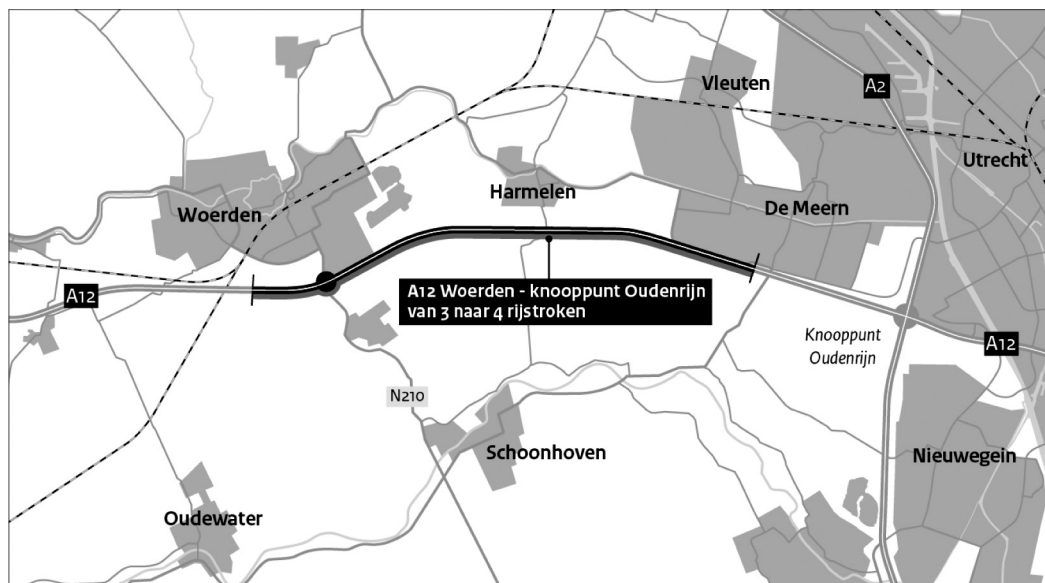 Vleuten
A2
Utrecht
Harmelen
Woerden
De Meern
A12
A12 Woerden - knooppunt Oudenrijn
van 3 naar 4 rijstroken
Knooppunt
Oudenrijn
A12
N210
Schoonhoven
Nieuwegein
Oudewater